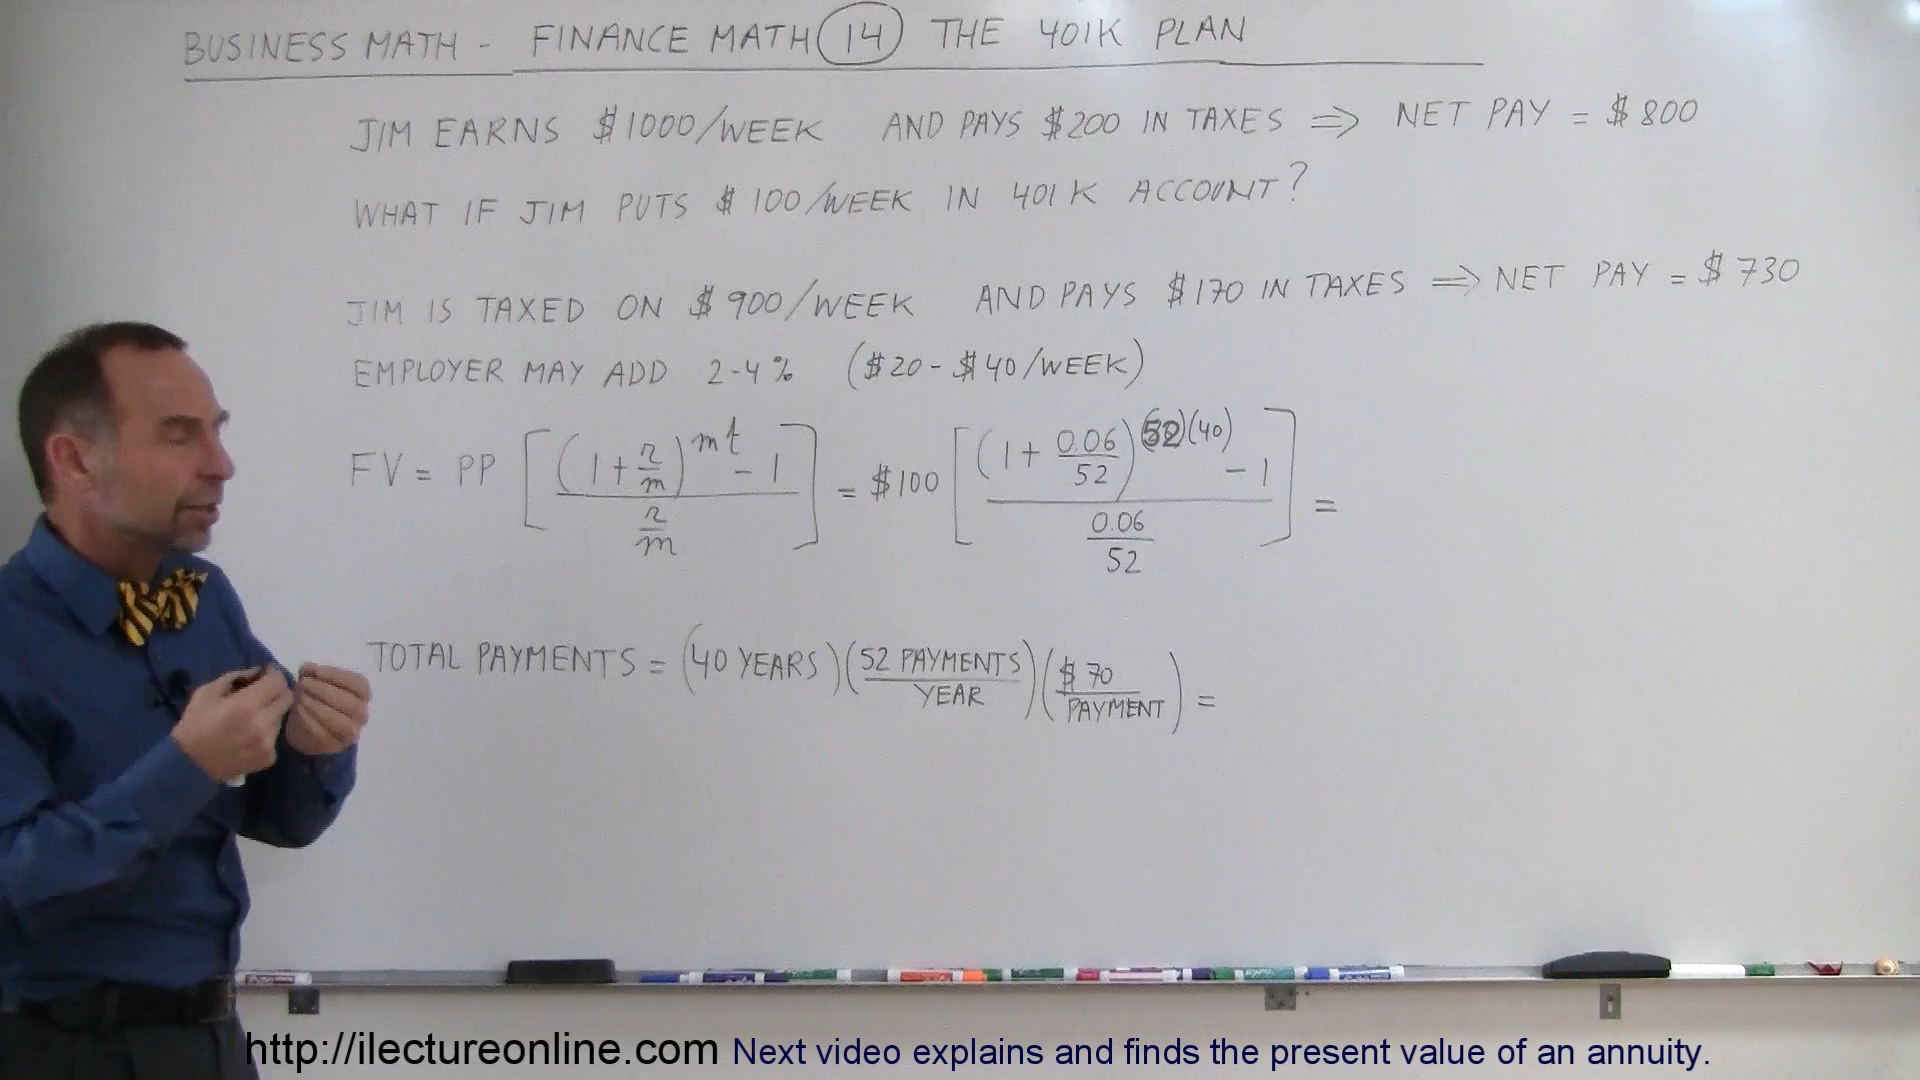 BUSINESS MATH - FINANCE MATH 14 THE 401K PLAN
JIM EARNS $1000/WEEK AND PAYS $200 IN TAXES ⇒ NET PAY = $800
WHAT IF JIM PUTS $100/WEEK IN 401K ACCOUNT?
JIM IS TAXED ON $900/WEEK AND PAYS $170 IN TAXES ⇒ NET PAY = $730
EMPLOYER MAY ADD 2-4% ($20-$40/WEEK)
FV = PP [((1+r/m)^mt - 1)/(r/m)] = $100 [((1+0.06/52)^(52)(40) - 1)/(0.06/52)] =
TOTAL PAYMENTS = (40 YEARS)(52 PAYMENTS/YEAR)($70/PAYMENT) =
http://ilectureonline.com Next video explains and finds the present value of an annuity.